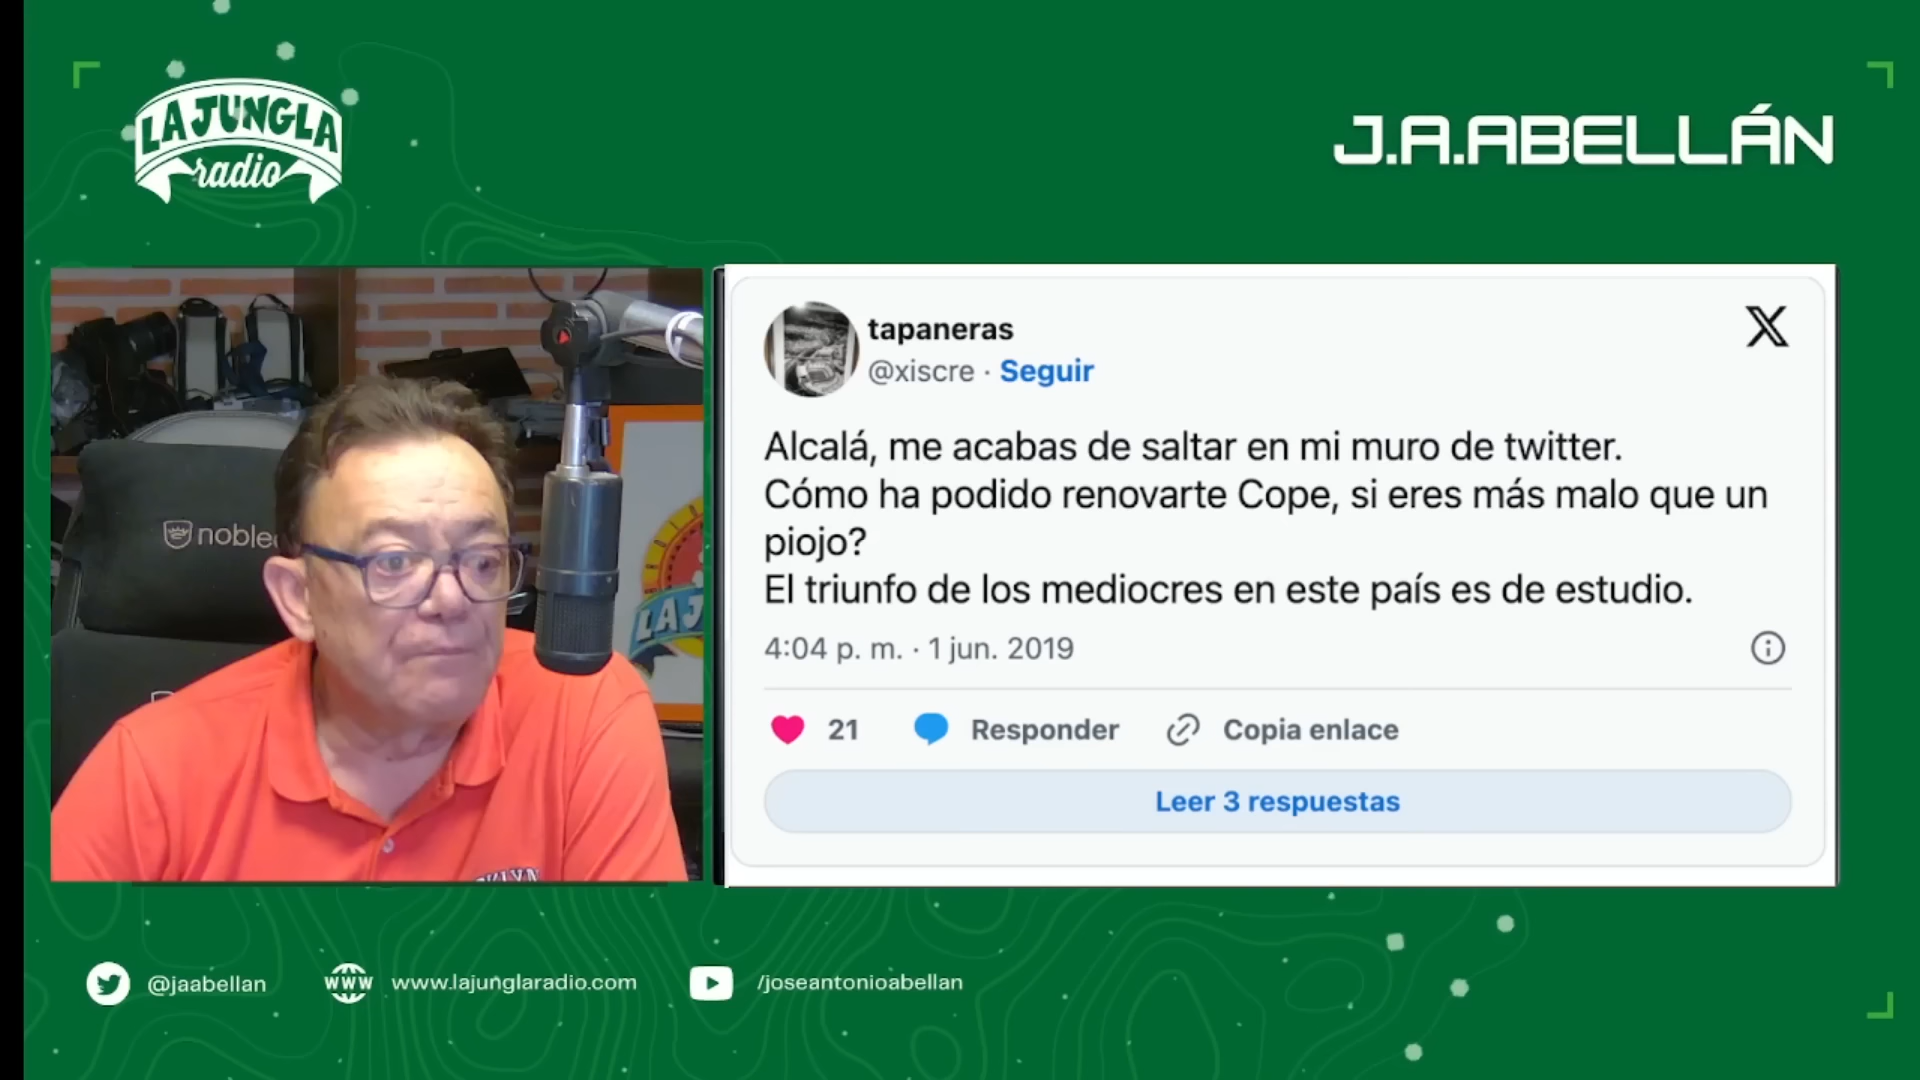 LA JUNGLA
radio
J.A.ABELLÁN
noble
LA J
tapaneras
@xiscre · Seguir
Alcalá, me acabas de saltar en mi muro de twitter.
Cómo ha podido renovarte Cope, si eres más malo que un
piojo?
El triunfo de los mediocres en este país es de estudio.
4:04 p. m. · 1 jun. 2019
21 Responder Copia enlace
Leer 3 respuestas
@jaabellan
www
www.lajunglaradio.com
/joseantonioabellan